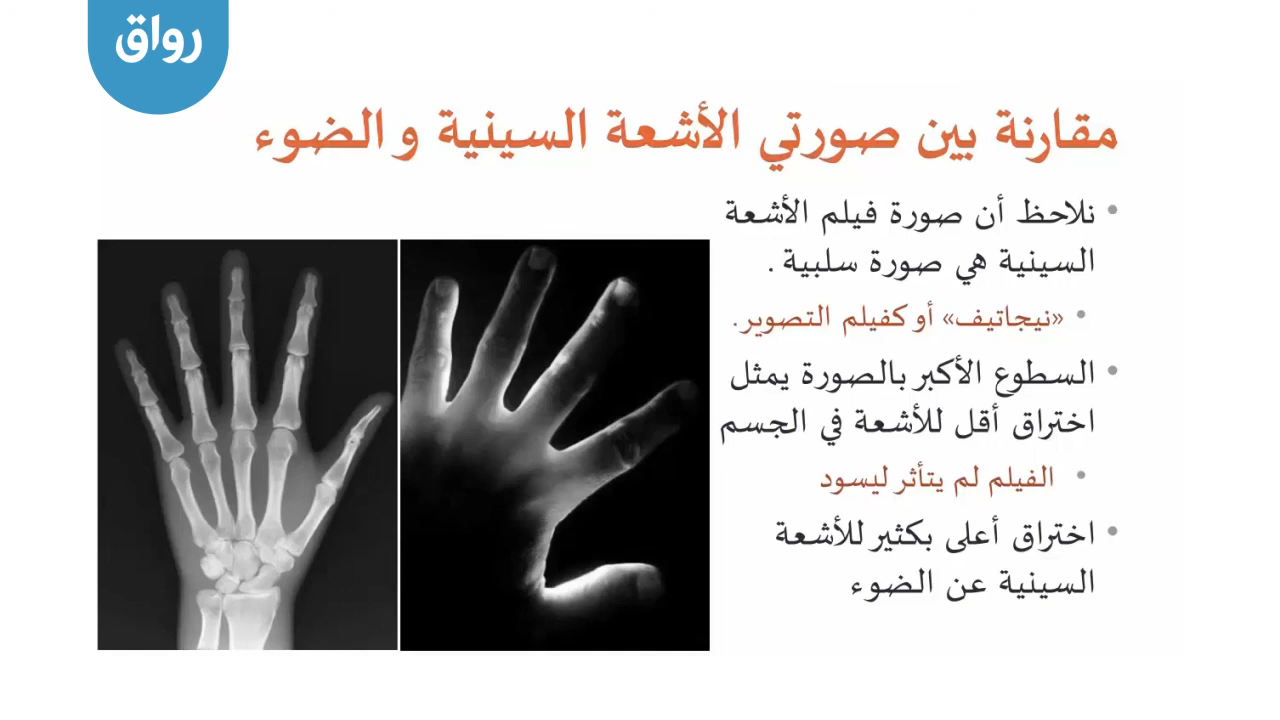 رواق
مقارنة بين صورتي الأشعة السينية و الضوء
• نلاحظ أن صورة فيلم الأشعة
السينية هي صورة سلبية .
• «نيجاتيف» أو كفيلم التصوير.
• السطوع الأكبر بالصورة يمثل
اختراق أقل للأشعة في الجسم
• الفيلم لم يتأثر ليسود
• اختراق أعلى بكثير للأشعة
السينية عن الضوء